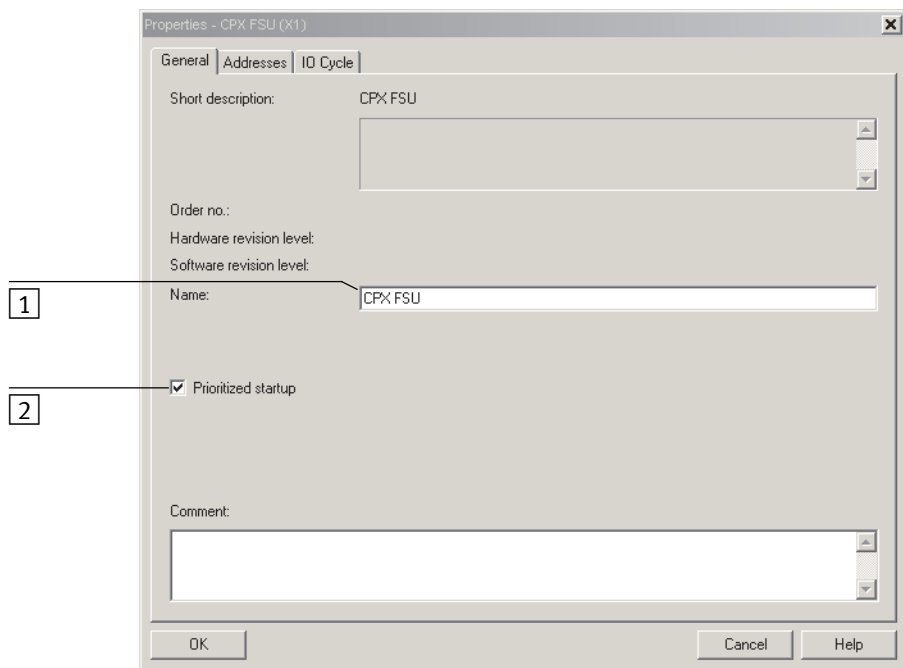 Properties - CPX FSU (X1)
General Addresses IO Cycle
Short description: CPX FSU
Order no.:
Hardware revision level:
Software revision level:
1
Name: CPX FSU
2
Prioritized startup
Comment:
OK Cancel Help